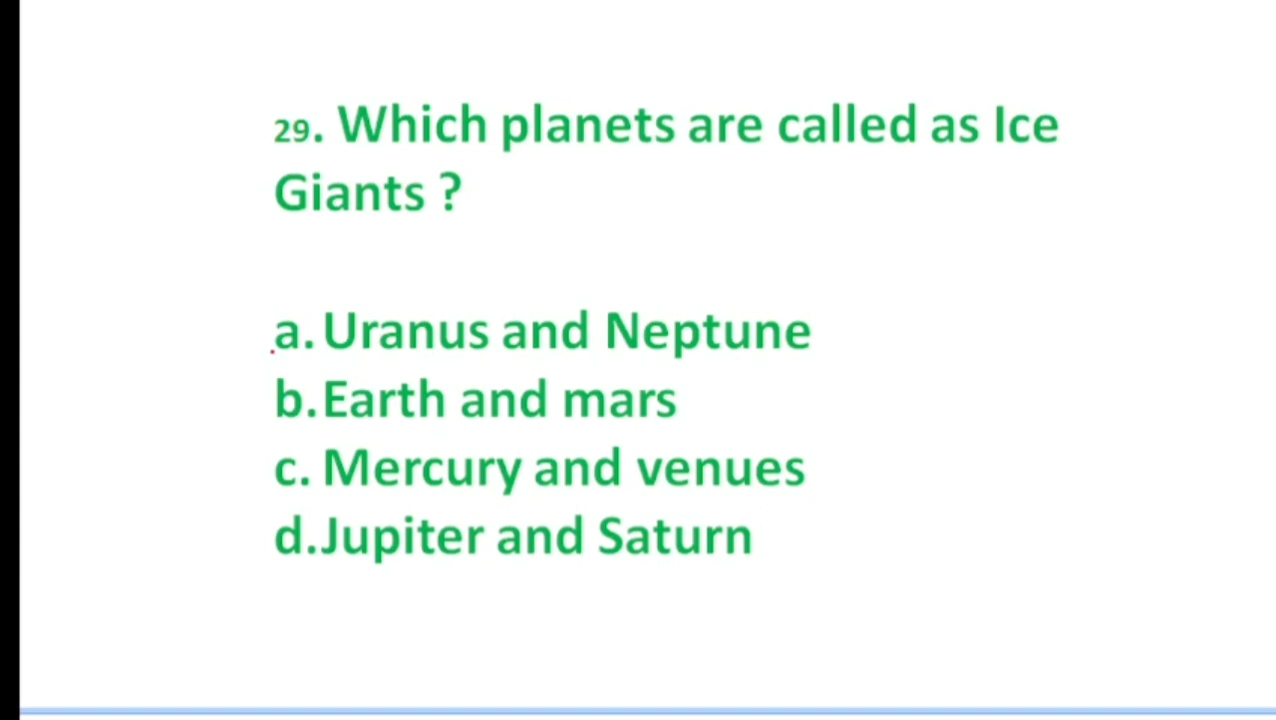 29. Which planets are called as Ice
Giants ?
a. Uranus and Neptune
b. Earth and mars
c. Mercury and venues
d. Jupiter and Saturn